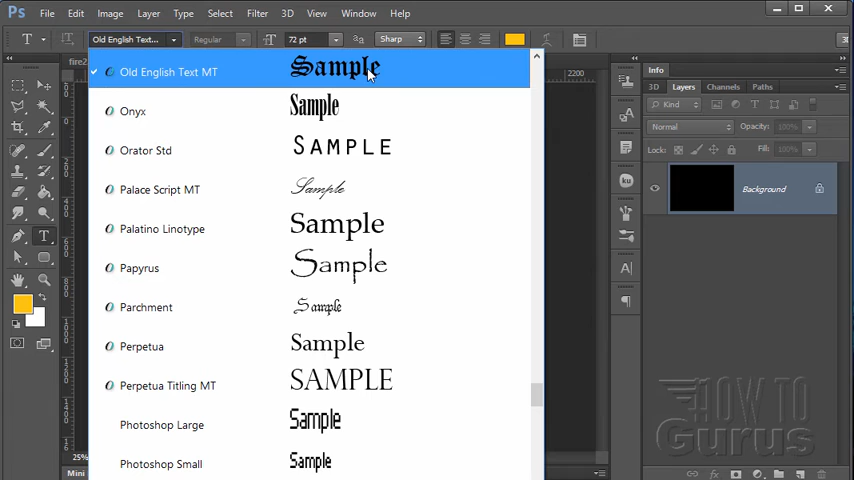 Ps File Edit Image Layer Type Select Filter 3D View Window Help
T Old English Text... Regular 72 pt Sharp 3D
fire2 2200 Info
Old English Text MT Sample
3D Layers Channels Paths
Onyx Sample
Kind
Normal Opacity: 100%
Orator Std SAMPLE
Lock: Fill: 100%
Palace Script MT Sample
Background
Palatino Linotype Sample
Papyrus Sample
Parchment Sample
Perpetua Sample
Perpetua Titling MT SAMPLE
Photoshop Large Sample
Photoshop Small Sample
25%
Mini
HOW TO
Gurus